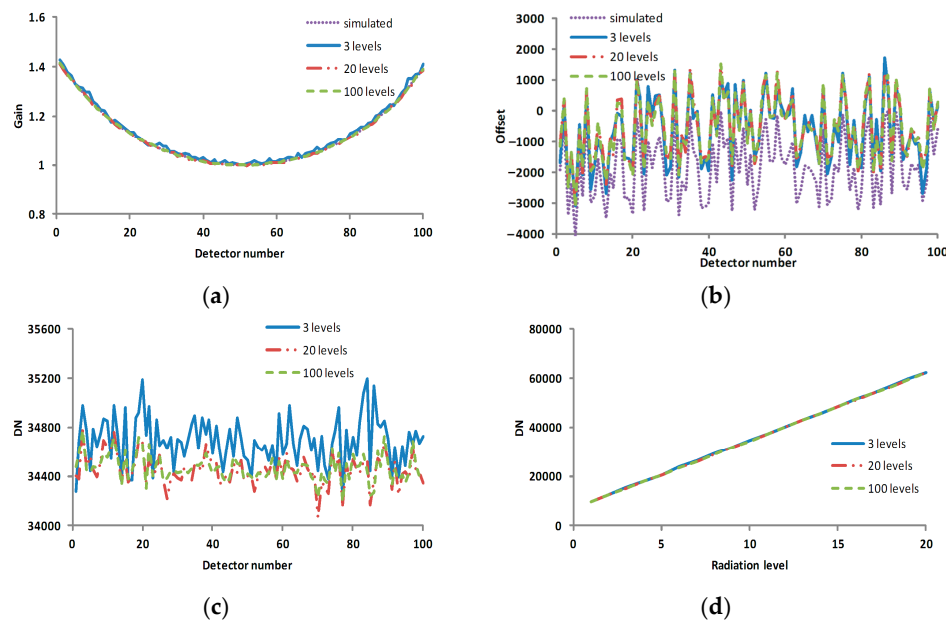 1.6
1.4
1.2
1
0.8
Gain
0 20 40 60 80 100
Detector number
simulated
3 levels
20 levels
100 levels
(a)
3000
2000
1000
0
−1000
−2000
−3000
−4000
Offset
0 20 40 60 80 100
Detector number
simulated
3 levels
20 levels
100 levels
(b)
35600
35200
34800
34400
34000
DN
0 20 40 60 80 100
Detector number
3 levels
20 levels
100 levels
(c)
80000
60000
40000
20000
0
DN
0 5 10 15 20
Radiation level
3 levels
20 levels
100 levels
(d)